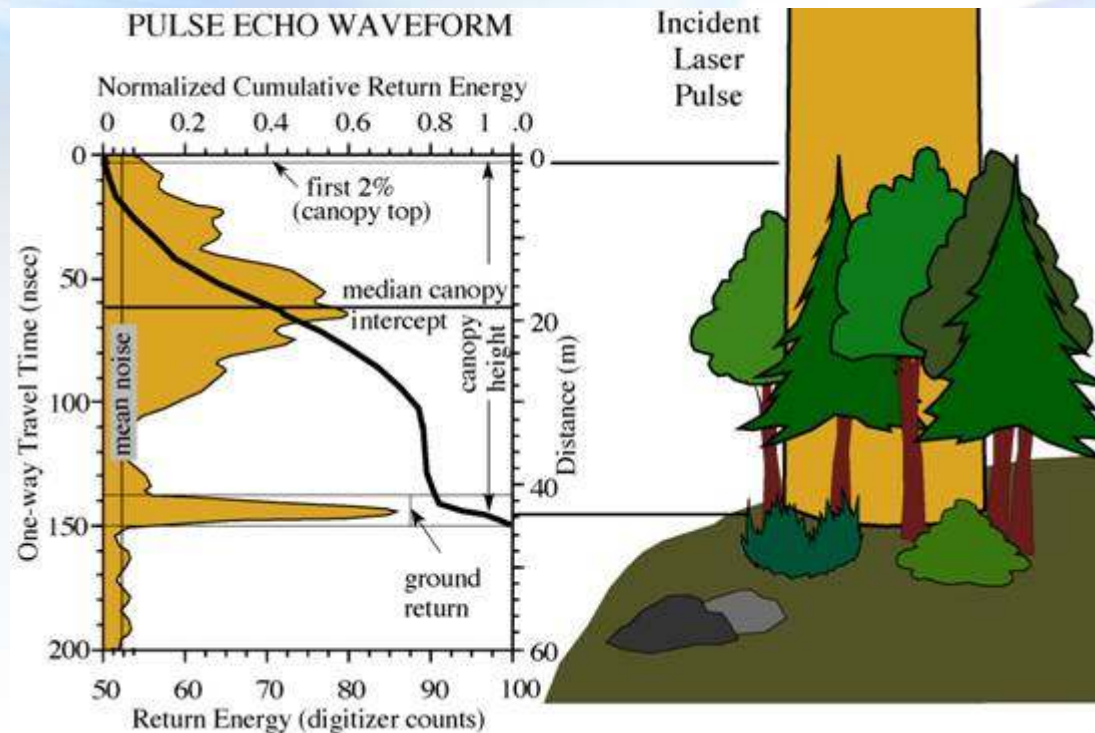 PULSE ECHO WAVEFORM
Normalized Cumulative Return Energy
0 0.2 0.4 0.6 0.8 1 .0
Incident
Laser
Pulse
0
50
100
150
200
One-way Travel Time (nsec)
mean noise
first 2%
(canopy top)
median canopy
intercept
canopy
height
ground
return
0
20
40
60
Distance (m)
50 60 70 80 90 100
Return Energy (digitizer counts)